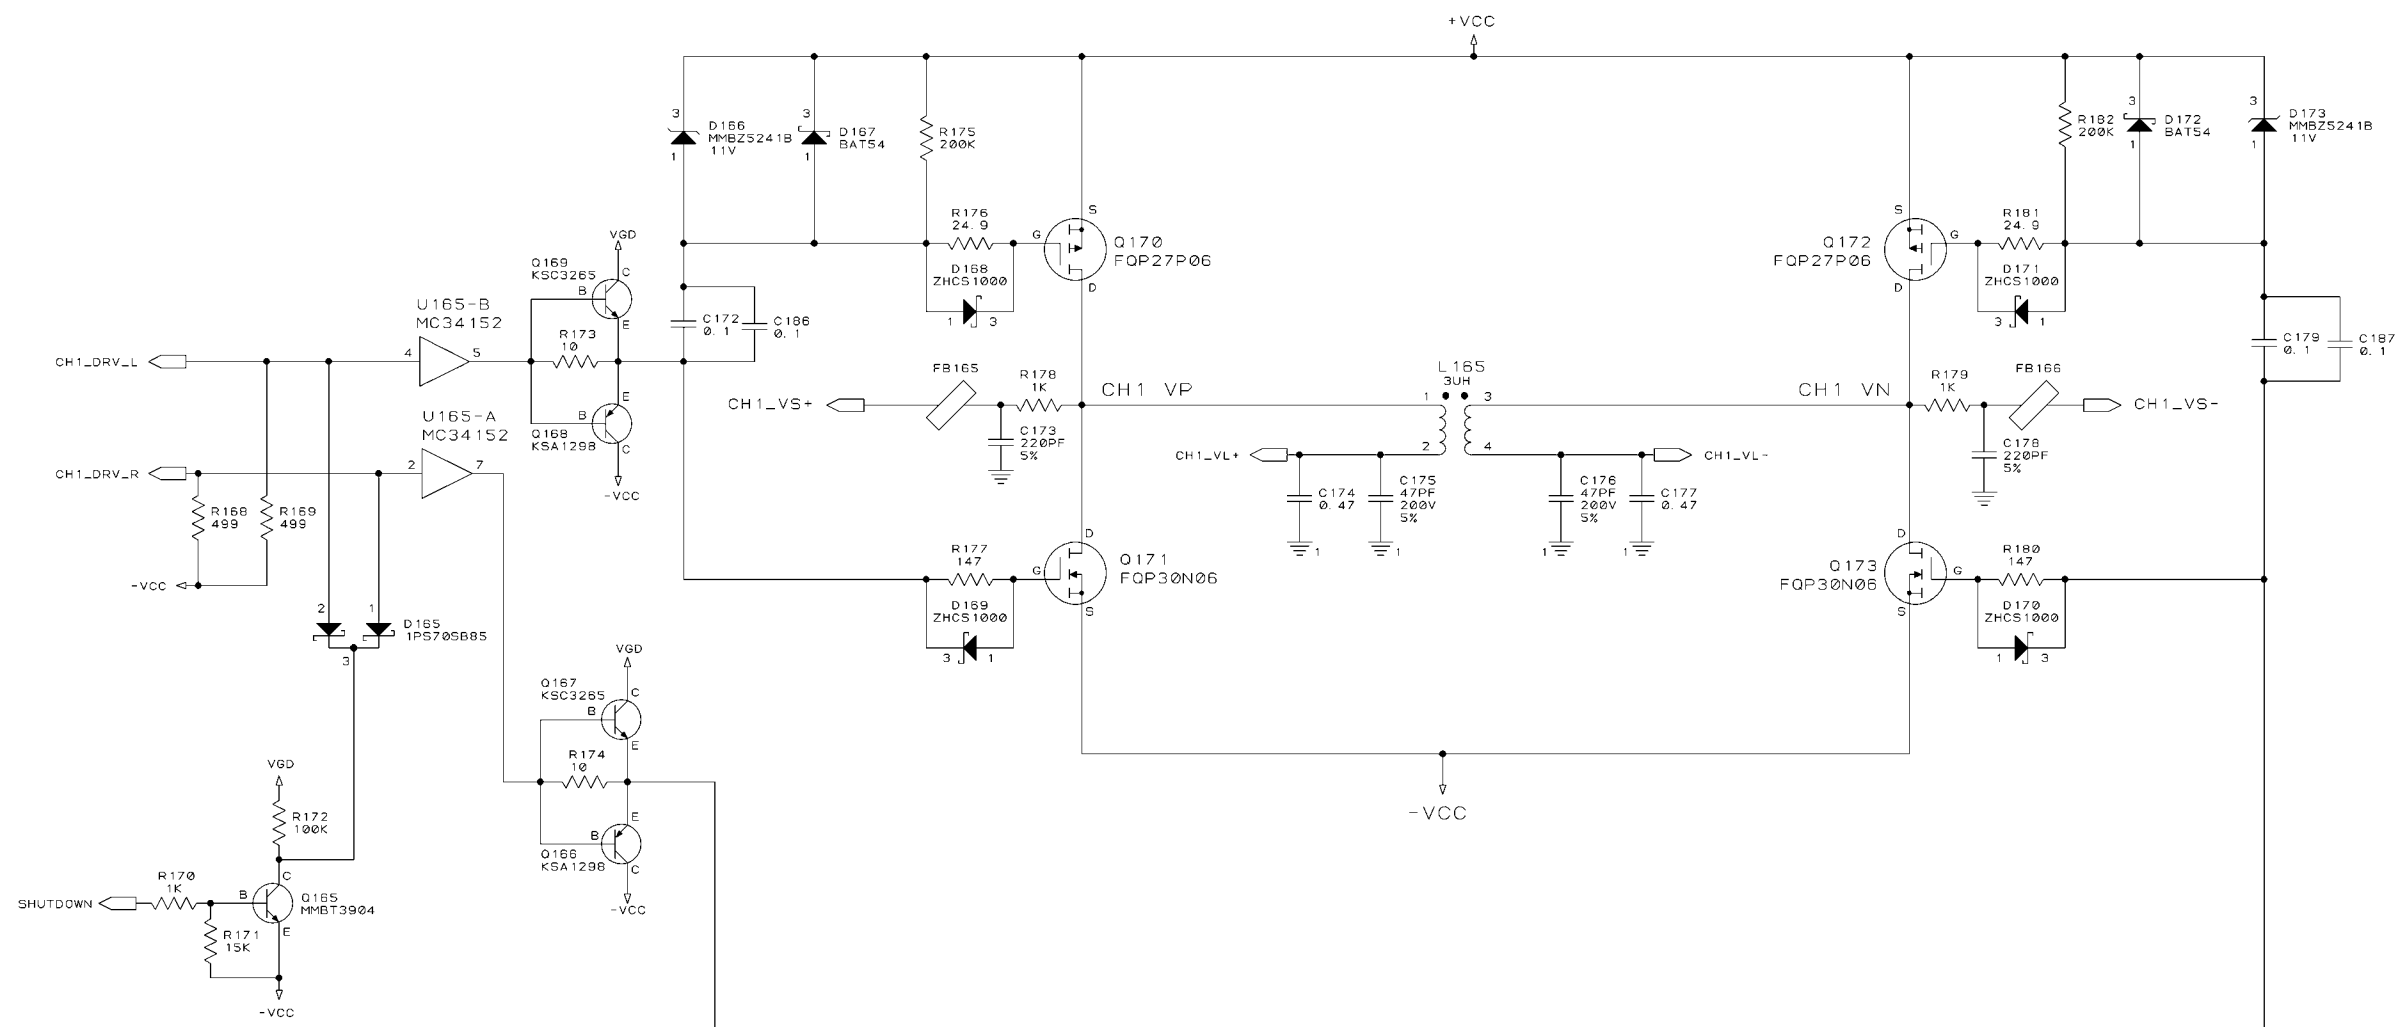 +VCC
3
D166
MMBZ5241B
11V
1
3
D167
BAT54
1
R175
200K
R182
200K
3
D172
BAT54
1
3
D173
MMBZ5241B
11V
1
R176
24.9
G
S
Q170
FQP27P06
D
D168
ZHCS1000
1
3
S
Q172
FQP27P06
G
D
R181
24.9
D171
ZHCS1000
3
1
VGD
Q169
KSC3265
C
B
E
U165-B
MC34152
R173
10
C172
0.1
C186
0.1
C179
0.1
C187
0.1
CH1_DRV_L
4
5
FB165
R178
1K
CH1_VS+
CH1 VP
L165
3UH
1
3
2
4
CH1 VN
R179
1K
FB166
CH1_VS-
E
B
Q168
KSA1298
C
-VCC
U165-A
MC34152
CH1_DRV_R
2
7
C173
220PF
5%
CH1_VL+
CH1_VL-
C178
220PF
5%
C174
0.47
1
C175
47PF
200V
5%
1
C176
47PF
200V
5%
1
C177
0.47
1
R168
499
R169
499
-VCC
2
1
D165
1PS70SB85
3
R177
147
G
D
Q171
FQP30N06
S
D169
ZHCS1000
3
1
D
Q173
FQP30N06
G
S
R180
147
D170
ZHCS1000
1
3
VGD
Q167
KSC3265
C
B
E
R174
10
E
B
Q166
KSA1298
C
-VCC
-VCC
VGD
R172
100K
SHUTDOWN
R170
1K
B
C
Q165
MMBT3904
E
R171
15K
-VCC